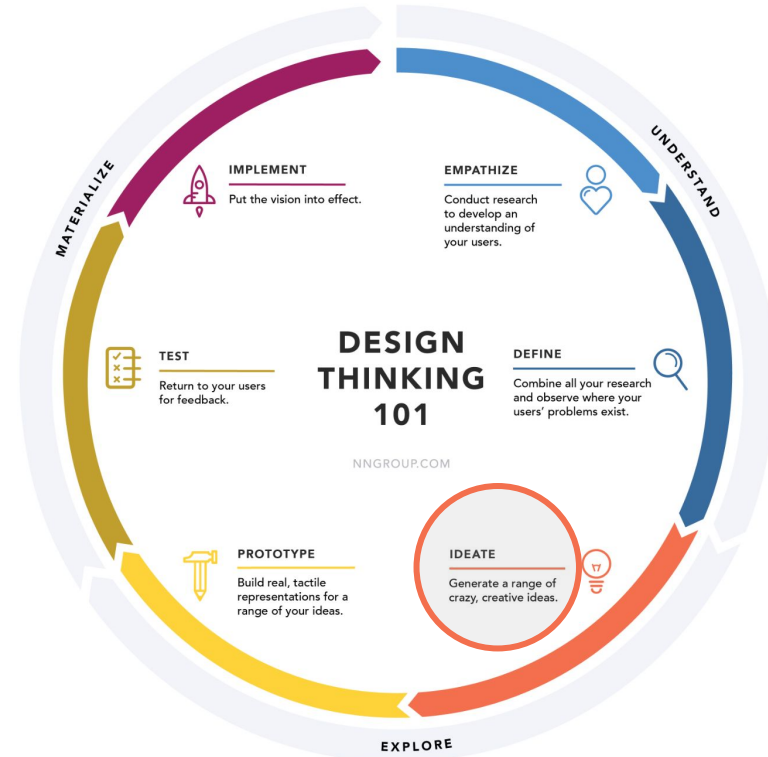 DESIGN
THINKING
101
NNGROUP.COM
UNDERSTAND
EMPATHIZE
Conduct research
to develop an
understanding of
your users.
DEFINE
Combine all your research
and observe where your
users' problems exist.
EXPLORE
IDEATE
Generate a range of
crazy, creative ideas.
PROTOTYPE
Build real, tactile
representations for a
range of your ideas.
MATERIALIZE
TEST
Return to your users
for feedback.
IMPLEMENT
Put the vision into effect.